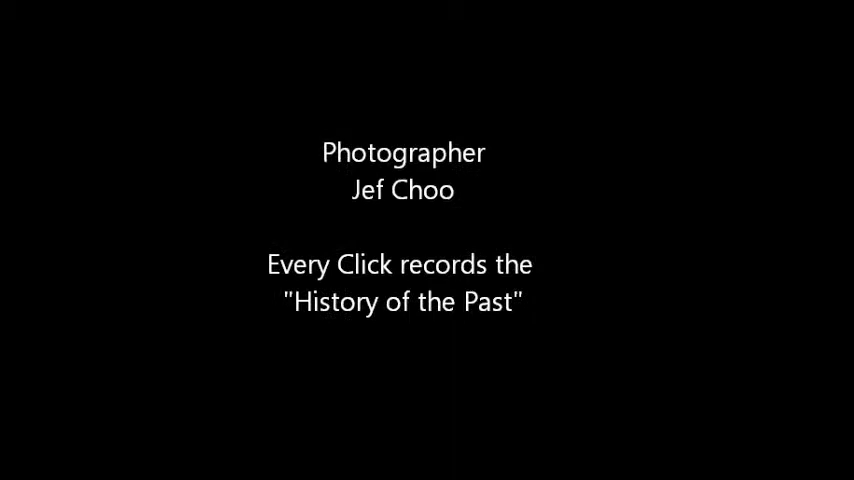 Photographer
Jef Choo
Every Click records the
"History of the Past"